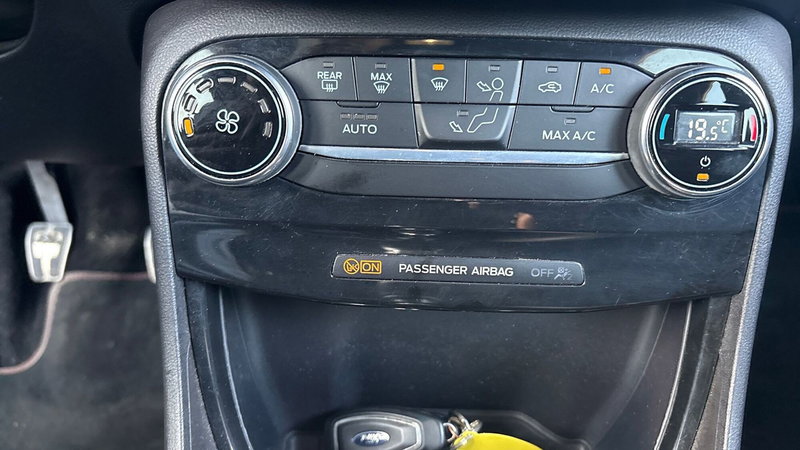 REAR
MAX
A/C
AUTO
MAX A/C
19.5°C
ON PASSENGER AIRBAG OFF